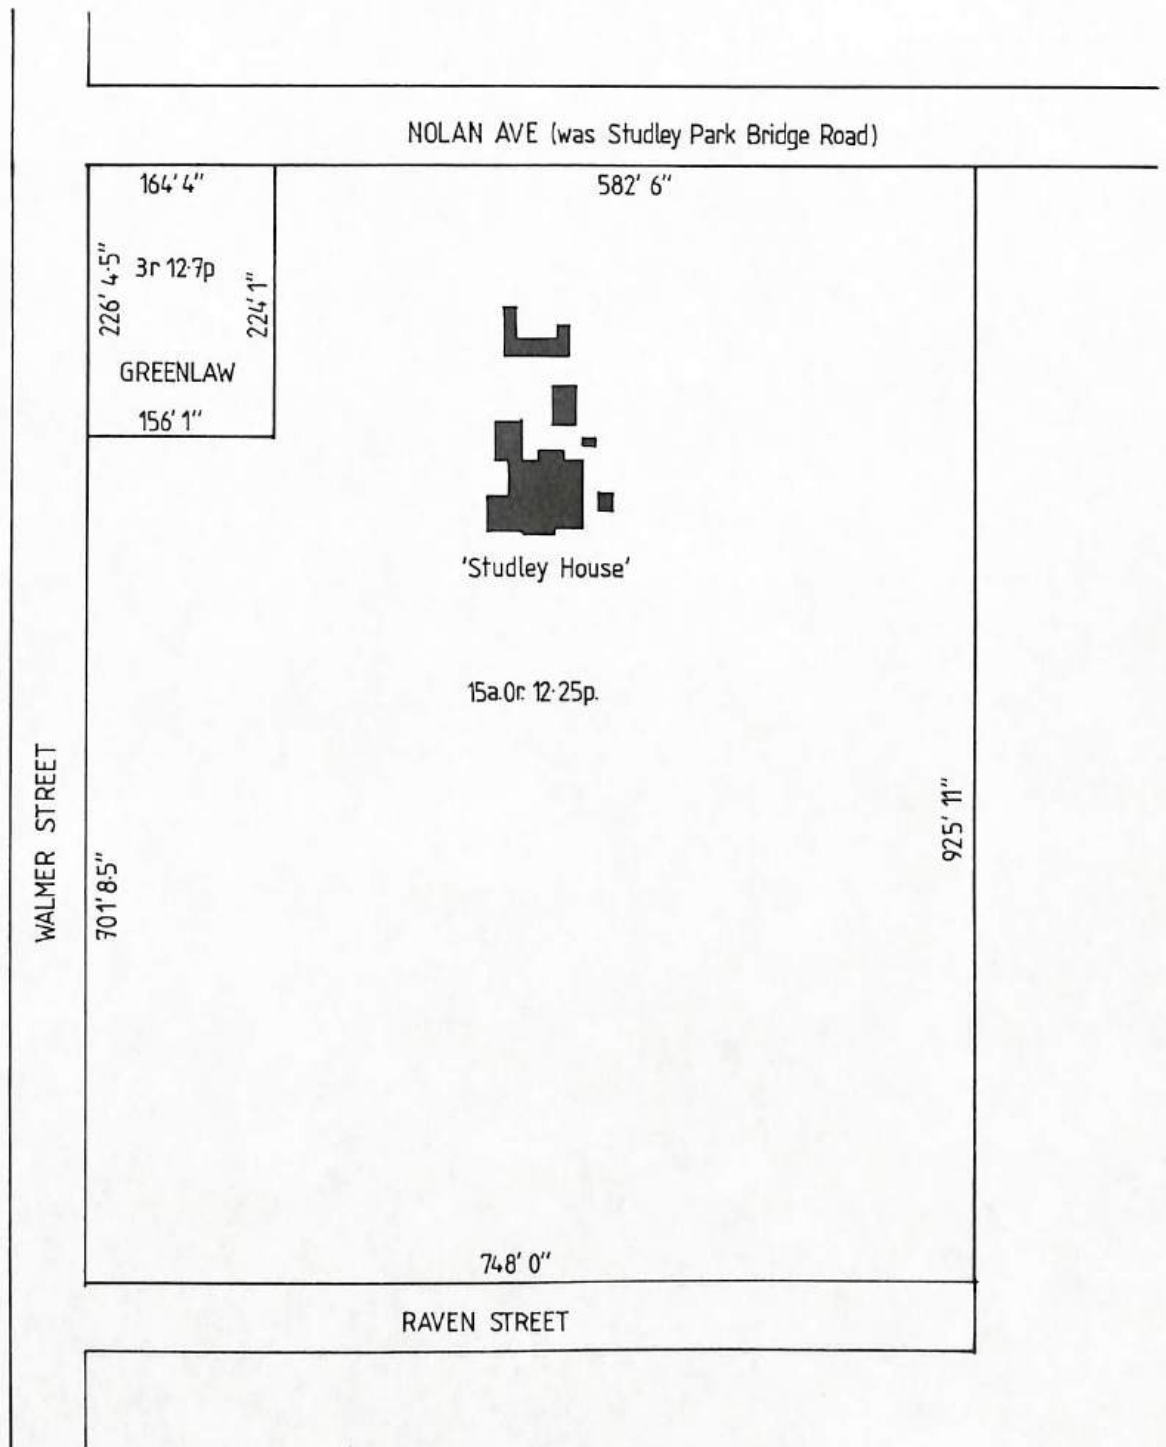 NOLAN AVE (was Studley Park Bridge Road)
164' 4"
582' 6"
226' 4·5"
3r 12·7p
224' 1"
GREENLAW
156' 1"
'Studley House'
15a.0r. 12·25p.
WALMER STREET
701' 8·5"
925' 11"
748' 0"
RAVEN STREET